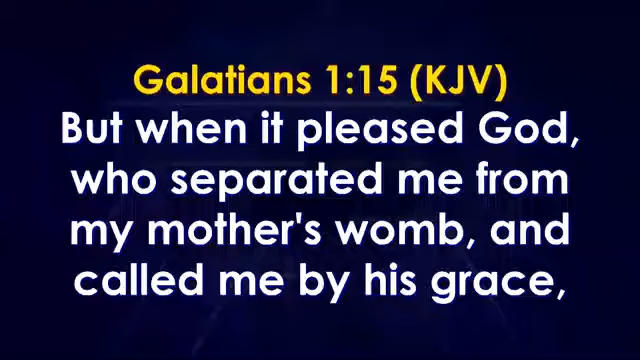 Galatians 1:15 (KJV)
But when it pleased God,
who separated me from
my mother's womb, and
called me by his grace,